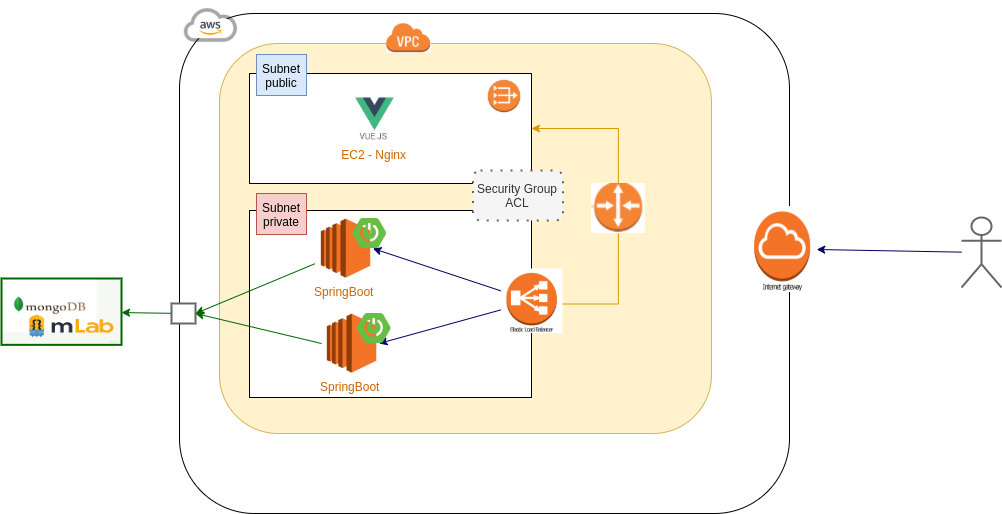 aws
VPC
Subnet
public
VUE.JS
EC2 - Nginx
Security Group
ACL
Subnet
private
SpringBoot
Internet gateway
mongoDB
mLab
Elastic Load Balancer
SpringBoot